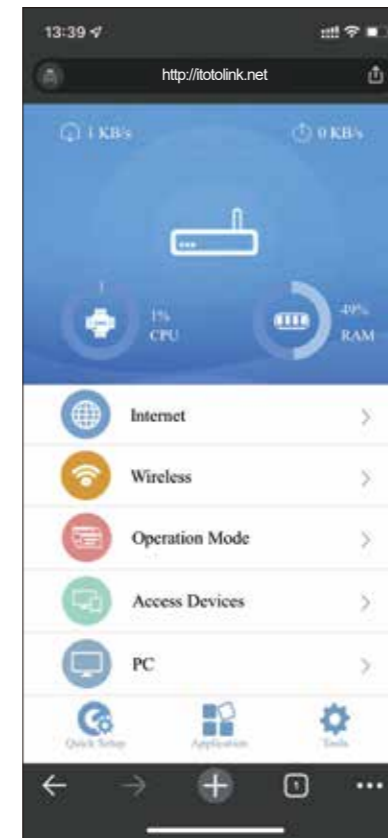 13:39
http://itotolink.net
1 KB/s
0 KB/s
1%
CPU
49%
RAM
Internet
Wireless
Operation Mode
Access Devices
PC
Quick Setup
Application
Tools
1